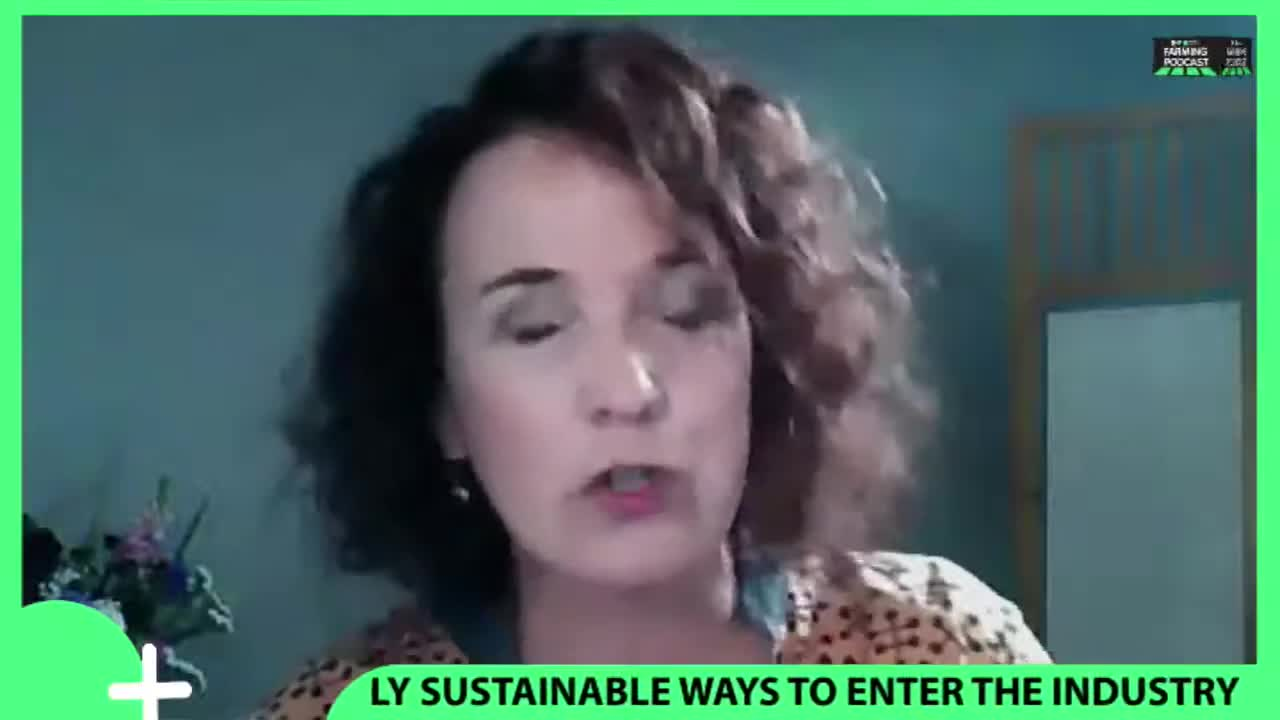 FARMING
PODCAST
LY SUSTAINABLE WAYS TO ENTER THE INDUSTRY